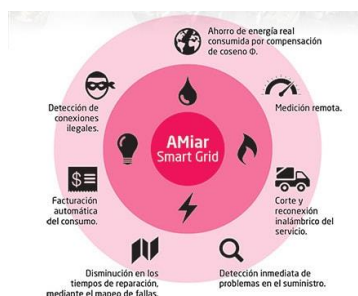 Ahorro de energía real
consumida por compensación
de coseno Φ.
Detección de
conexiones
ilegales.
Medición remota.
AMiar
Smart Grid
$
Facturación
automática
del consumo.
Corte y
reconexión
inalámbrico del
servicio.
Disminución en los
tiempos de reparación,
mediante el mapeo de fallas.
Detección inmediata de
problemas en el suministro.